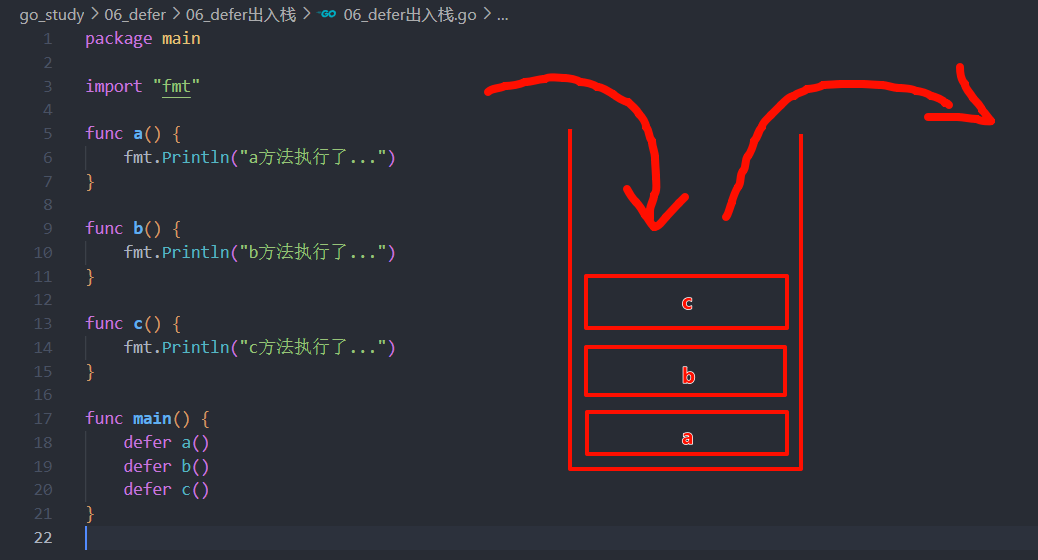 go_study > 06_defer > 06_defer出入栈 > GO 06_defer出入栈.go > ...
1 package main
2
3 import "fmt"
4
5 func a() {
6 fmt.Println("a方法执行了...")
7 }
8
9 func b() {
10 fmt.Println("b方法执行了...")
11 }
12
13 func c() {
14 fmt.Println("c方法执行了...")
15 }
16
17 func main() {
18 defer a()
19 defer b()
20 defer c()
21 }
22
c
b
a